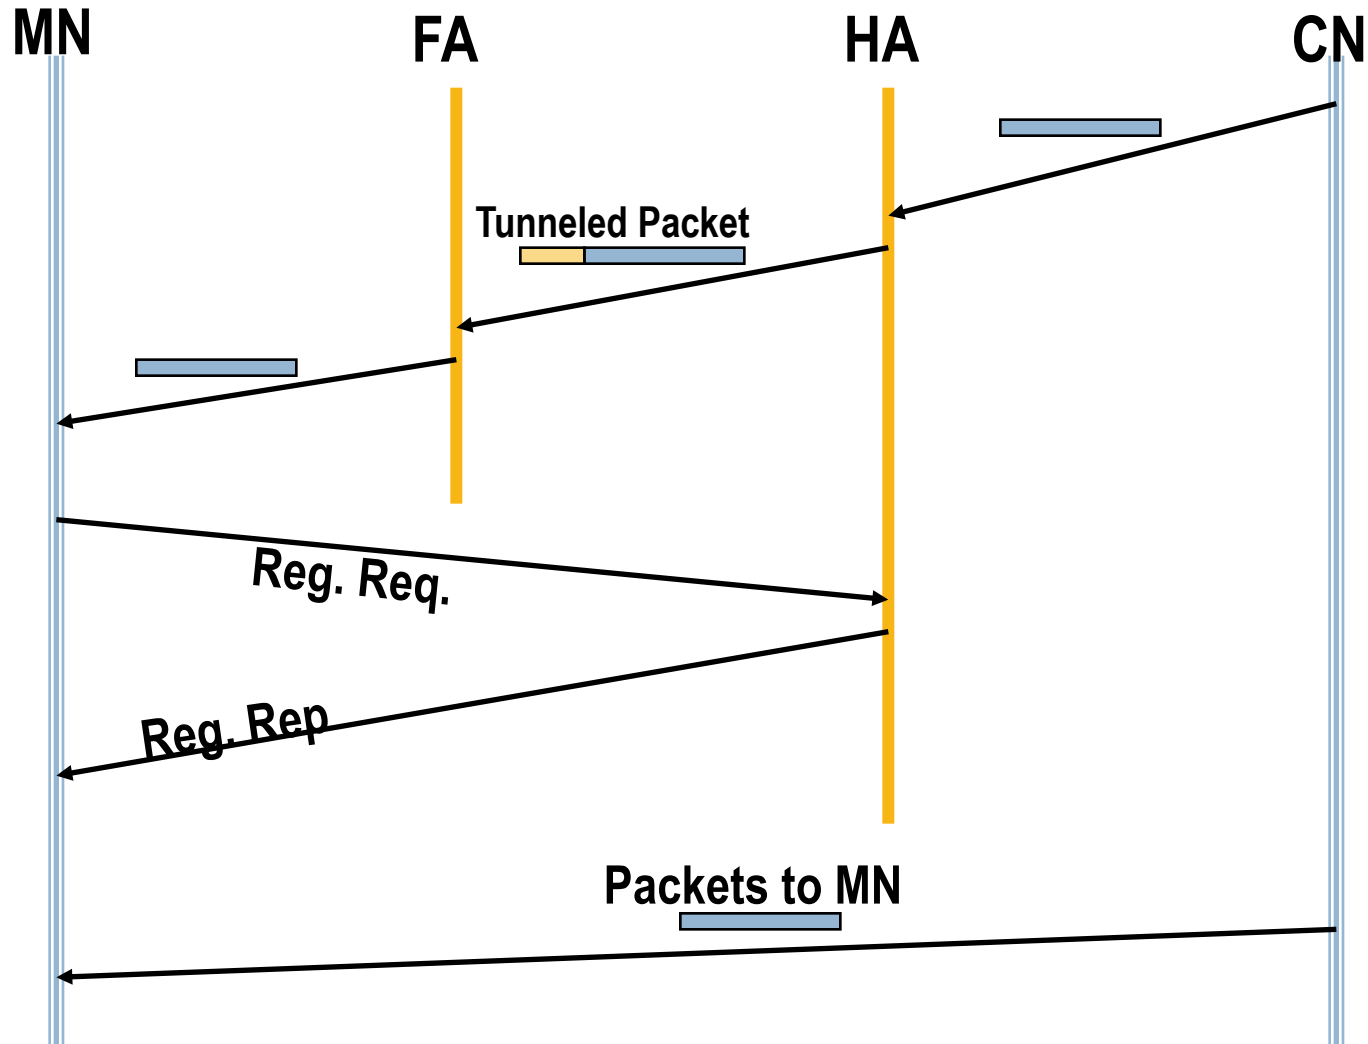 MN FA HA CN
Tunneled Packet
Reg. Req.
Reg. Rep
Packets to MN